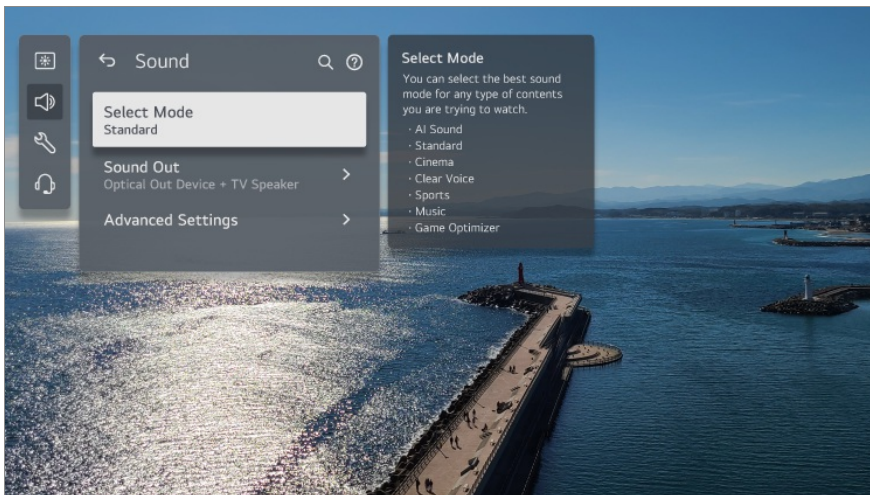 Sound
Select Mode
Standard
Sound Out
Optical Out Device + TV Speaker
Advanced Settings
Select Mode
You can select the best sound
mode for any type of contents
you are trying to watch.
· AI Sound
· Standard
· Cinema
· Clear Voice
· Sports
· Music
· Game Optimizer